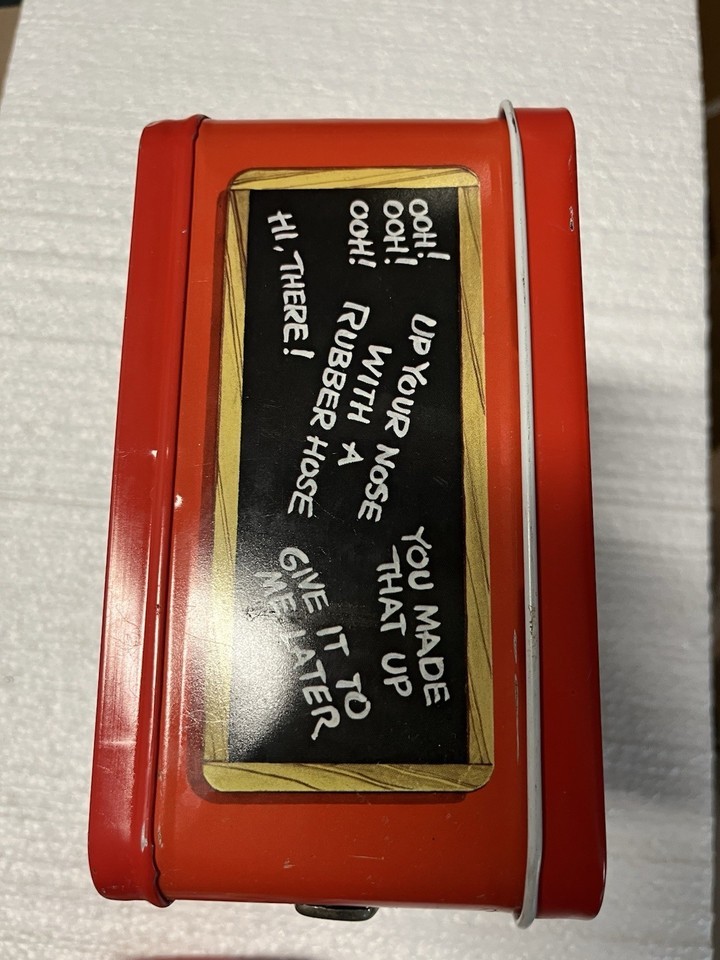 OOH!
OOH!
OOH!
HI, THERE!
UP YOUR NOSE
WITH A
RUBBER HOSE
YOU MADE
THAT UP
GIVE IT TO
ME LATER